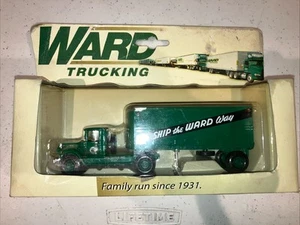 WARD
TRUCKING
SHIP the WARD Way
Family run since 1931.
LIFETIME